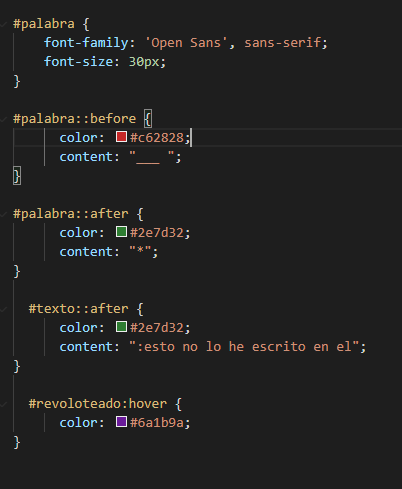 #palabra {
    font-family: 'Open Sans', sans-serif;
    font-size: 30px;
}

#palabra::before {
      color: #c62828;
      content: "___ ";
}

#palabra::after {
      color: #2e7d32;
      content: "*";
}

  #texto::after {
      color: #2e7d32;
      content: ":esto no lo he escrito en el";
}

  #revoloteado:hover {
      color: #6a1b9a;
}